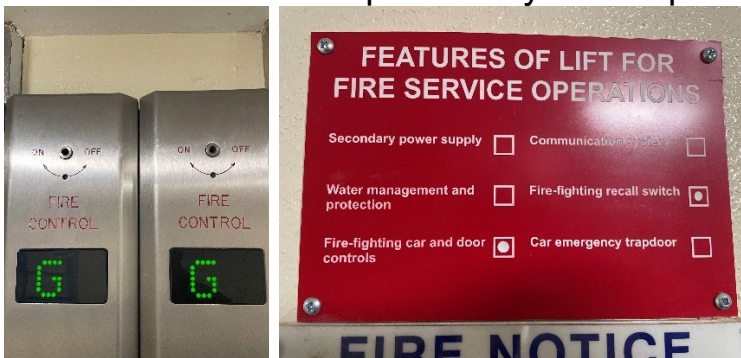 ON OFF
FIRE
CONTROL
G
ON OFF
FIRE
CONTROL
G
FEATURES OF LIFT FOR
FIRE SERVICE OPERATIONS
Secondary power supply
Communication system
Water management and
protection
Fire-fighting recall switch
Fire-fighting car and door
controls
Car emergency trapdoor
FIRE NOTICE